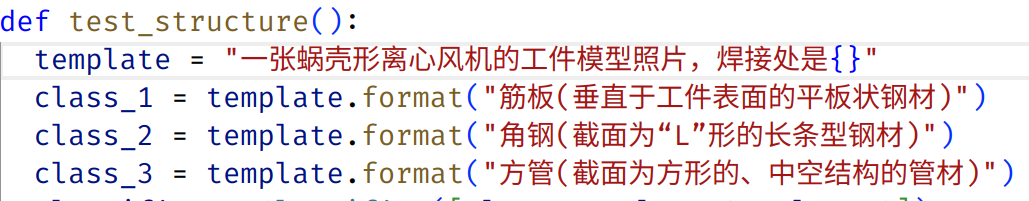 def test_structure():
template = "一张蜗壳形离心风机的工件模型照片，焊接处是{}"
class_1 = template.format("筋板(垂直于工件表面的平板状钢材)")
class_2 = template.format("角钢(截面为“L”形的长条型钢材)")
class_3 = template.format("方管(截面为方形的、中空结构的管材)")